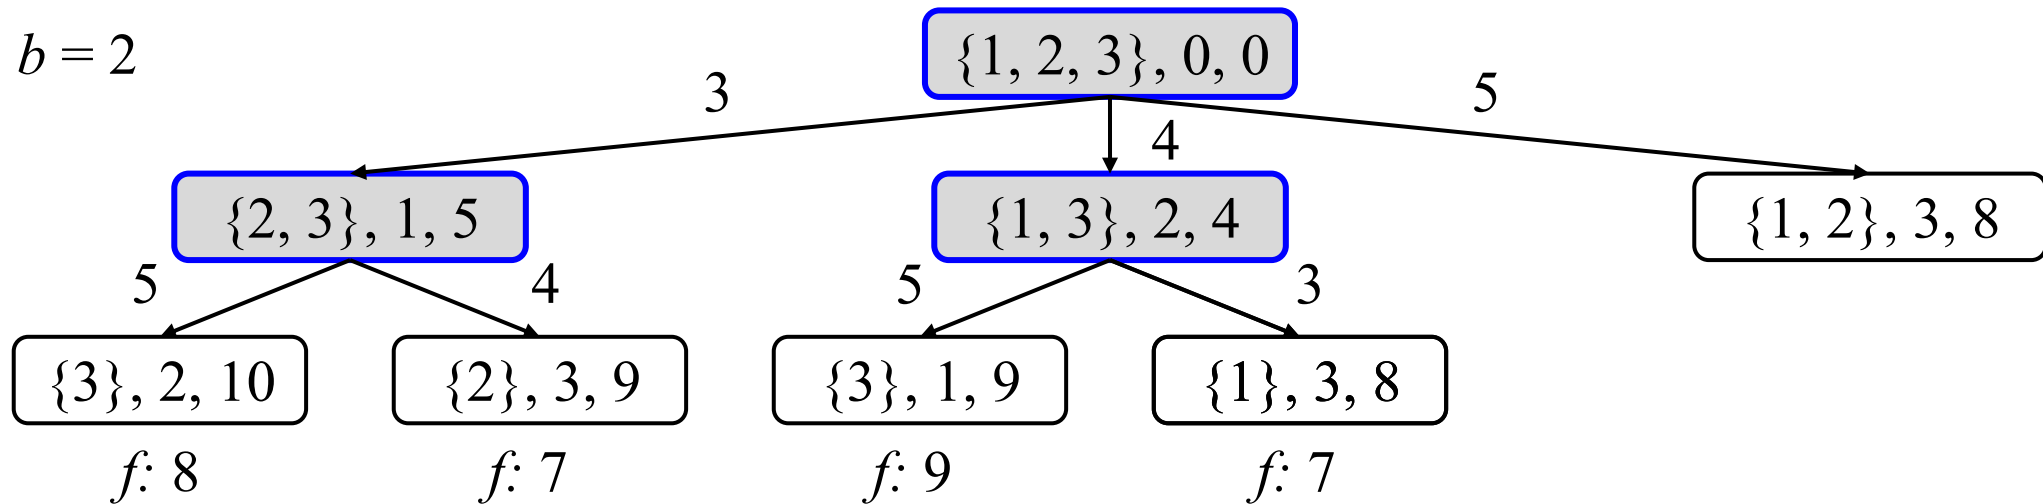 b = 2
{1, 2, 3}, 0, 0
3
4
5
{2, 3}, 1, 5
{1, 3}, 2, 4
{1, 2}, 3, 8
5
4
5
3
{3}, 2, 10
{2}, 3, 9
{3}, 1, 9
{1}, 3, 8
f: 8
f: 7
f: 9
f: 7